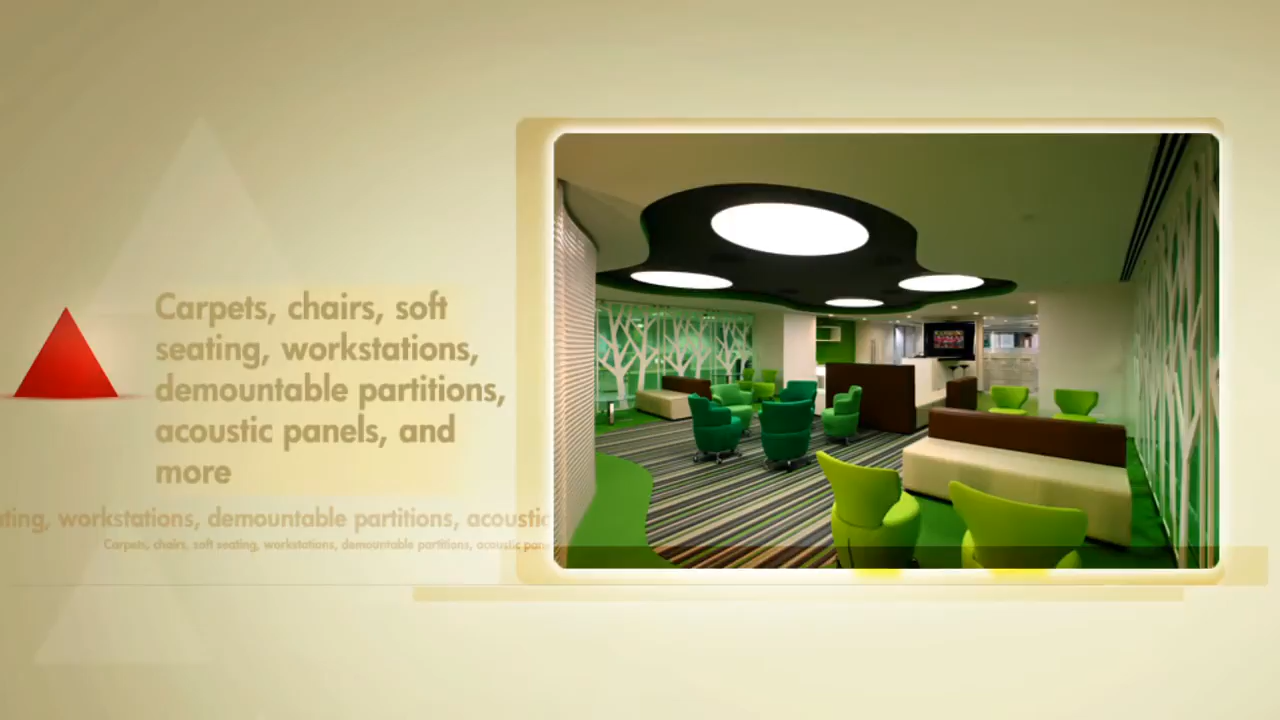 Carpets, chairs, soft
seating, workstations,
demountable partitions,
acoustic panels, and
more
ating, workstations, demountable partitions, acoustic
Carpets, chairs, soft seating, workstations, demountable partitions, acoustic pan